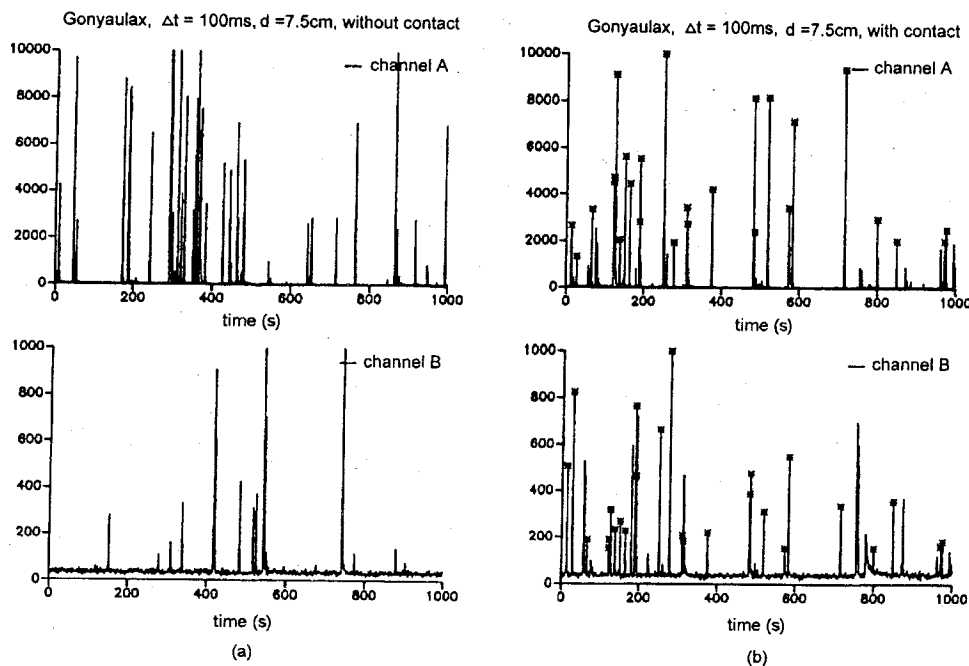 Gonyaulax, Δt = 100ms, d =7.5cm, without contact
10000
8000
6000
4000
2000
0
— channel A
0 200 400 600 800 1000
time (s)
1000
800
600
400
200
0
— channel B
0 200 400 600 800 1000
time (s)
(a)
Gonyaulax, Δt = 100ms, d =7.5cm, with contact
10000
8000
6000
4000
2000
0
— channel A
0 200 400 600 800 1000
time (s)
1000
800
600
400
200
0
— channel B
0 200 400 600 800 1000
time (s)
(b)